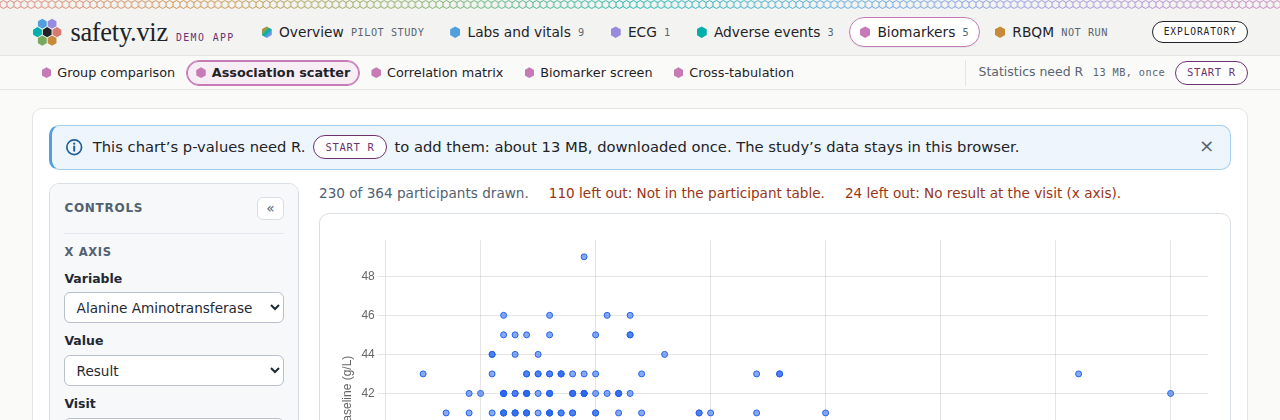 safety.viz DEMO APP Overview PILOT STUDY Labs and vitals 9 ECG 1 Adverse events 3 Biomarkers 5 RBQM NOT RUN EXPLORATORY
Group comparison Association scatter Correlation matrix Biomarker screen Cross-tabulation Statistics need R 13 MB, once START R
This chart's p-values need R. START R to add them: about 13 MB, downloaded once. The study's data stays in this browser. ×
CONTROLS «
X AXIS
Variable
Alanine Aminotransferase
Value
Result
Visit
230 of 364 participants drawn. 110 left out: Not in the participant table. 24 left out: No result at the visit (x axis).
48
46
44
42
aseline (g/L)